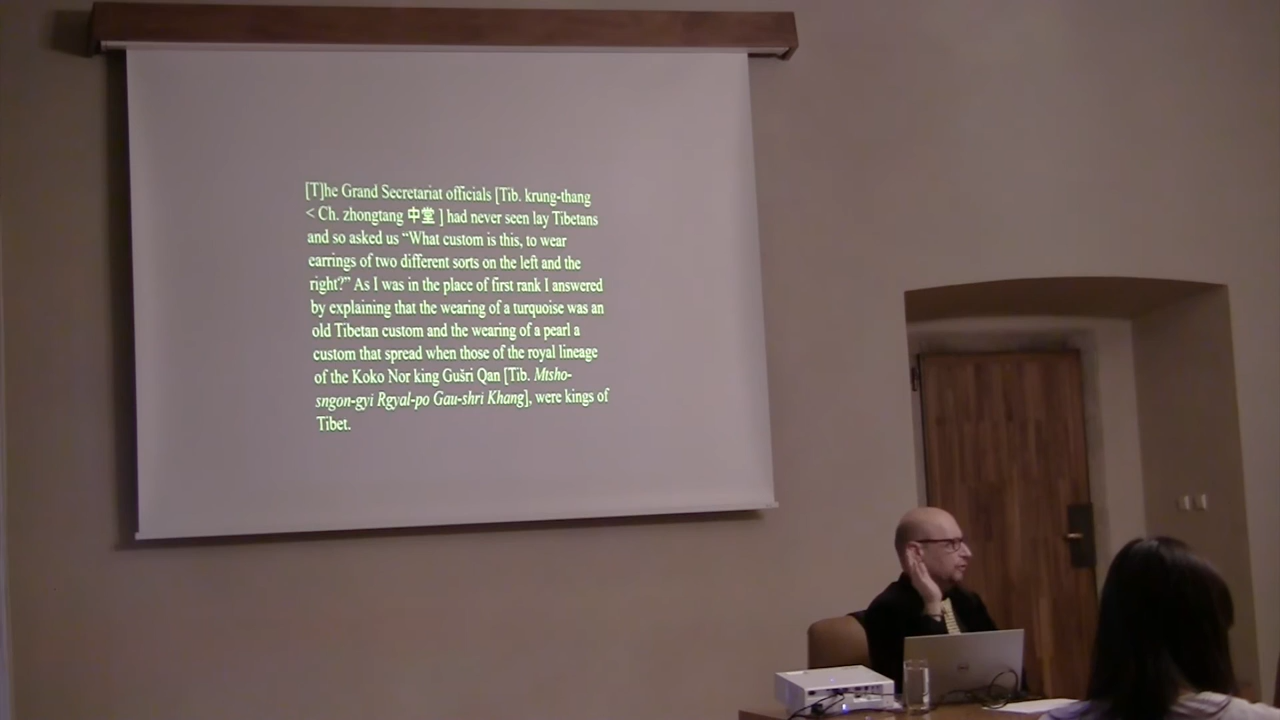 [T]he Grand Secretariat officials [Tib. krung-thang
< Ch. zhongtang 中堂 ] had never seen lay Tibetans
and so asked us “What custom is this, to wear
earrings of two different sorts on the left and the
right?” As I was in the place of first rank I answered
by explaining that the wearing of a turquoise was an
old Tibetan custom and the wearing of a pearl a
custom that spread when those of the royal lineage
of the Koko Nor king Gušri Qan [Tib. Mtsho-
sngon-gyi Rgyal-po Gau-shri Khang], were kings of
Tibet.